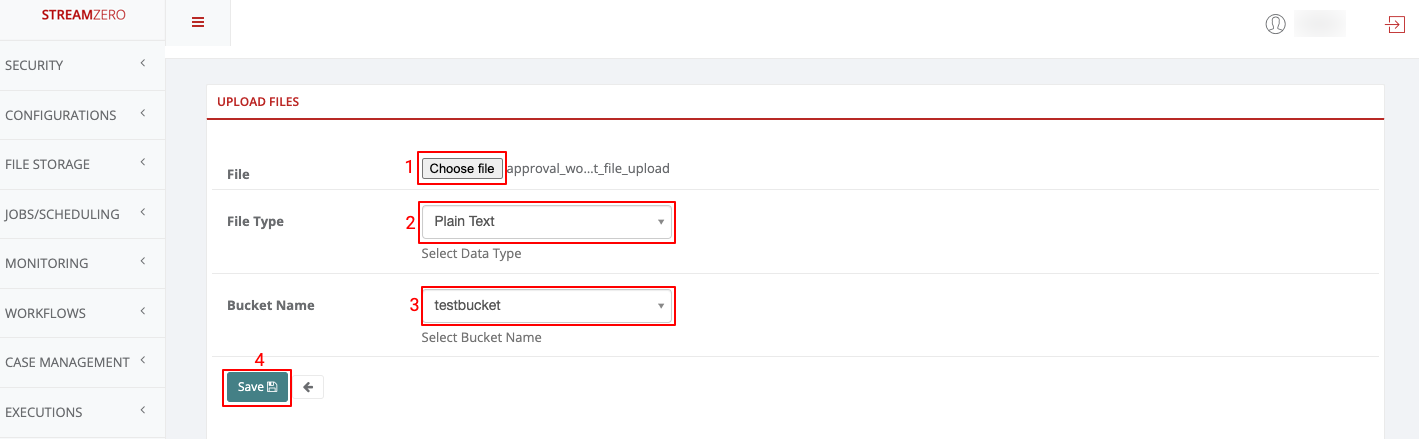 STREAMZERO
SECURITY
CONFIGURATIONS
FILE STORAGE
JOBS/SCHEDULING
MONITORING
WORKFLOWS
CASE MANAGEMENT
EXECUTIONS
UPLOAD FILES
File
1
Choose file approval_wo...t_file_upload
File Type
2
Plain Text
Select Data Type
Bucket Name
3
testbucket
Select Bucket Name
4
Save